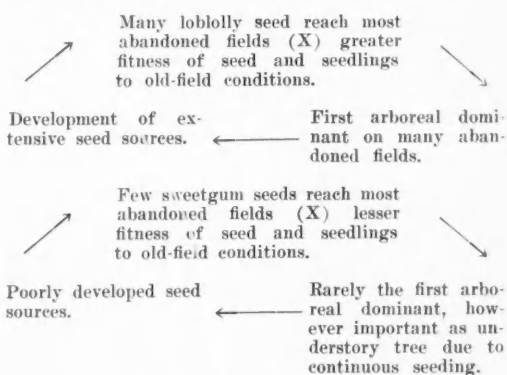 Many loblolly seed reach most
abandoned fields (X) greater
fitness of seed and seedlings
to old-field conditions.
Development of ex-
tensive seed sources.
First arboreal domi-
nant on many aban-
doned fields.
Few sweetgum seeds reach most
abandoned fields (X) lesser
fitness of seed and seedlings
to old-field conditions.
Poorly developed seed
sources.
Rarely the first arbo-
real dominant, how-
ever important as un-
derstory tree due to
continuous seeding.